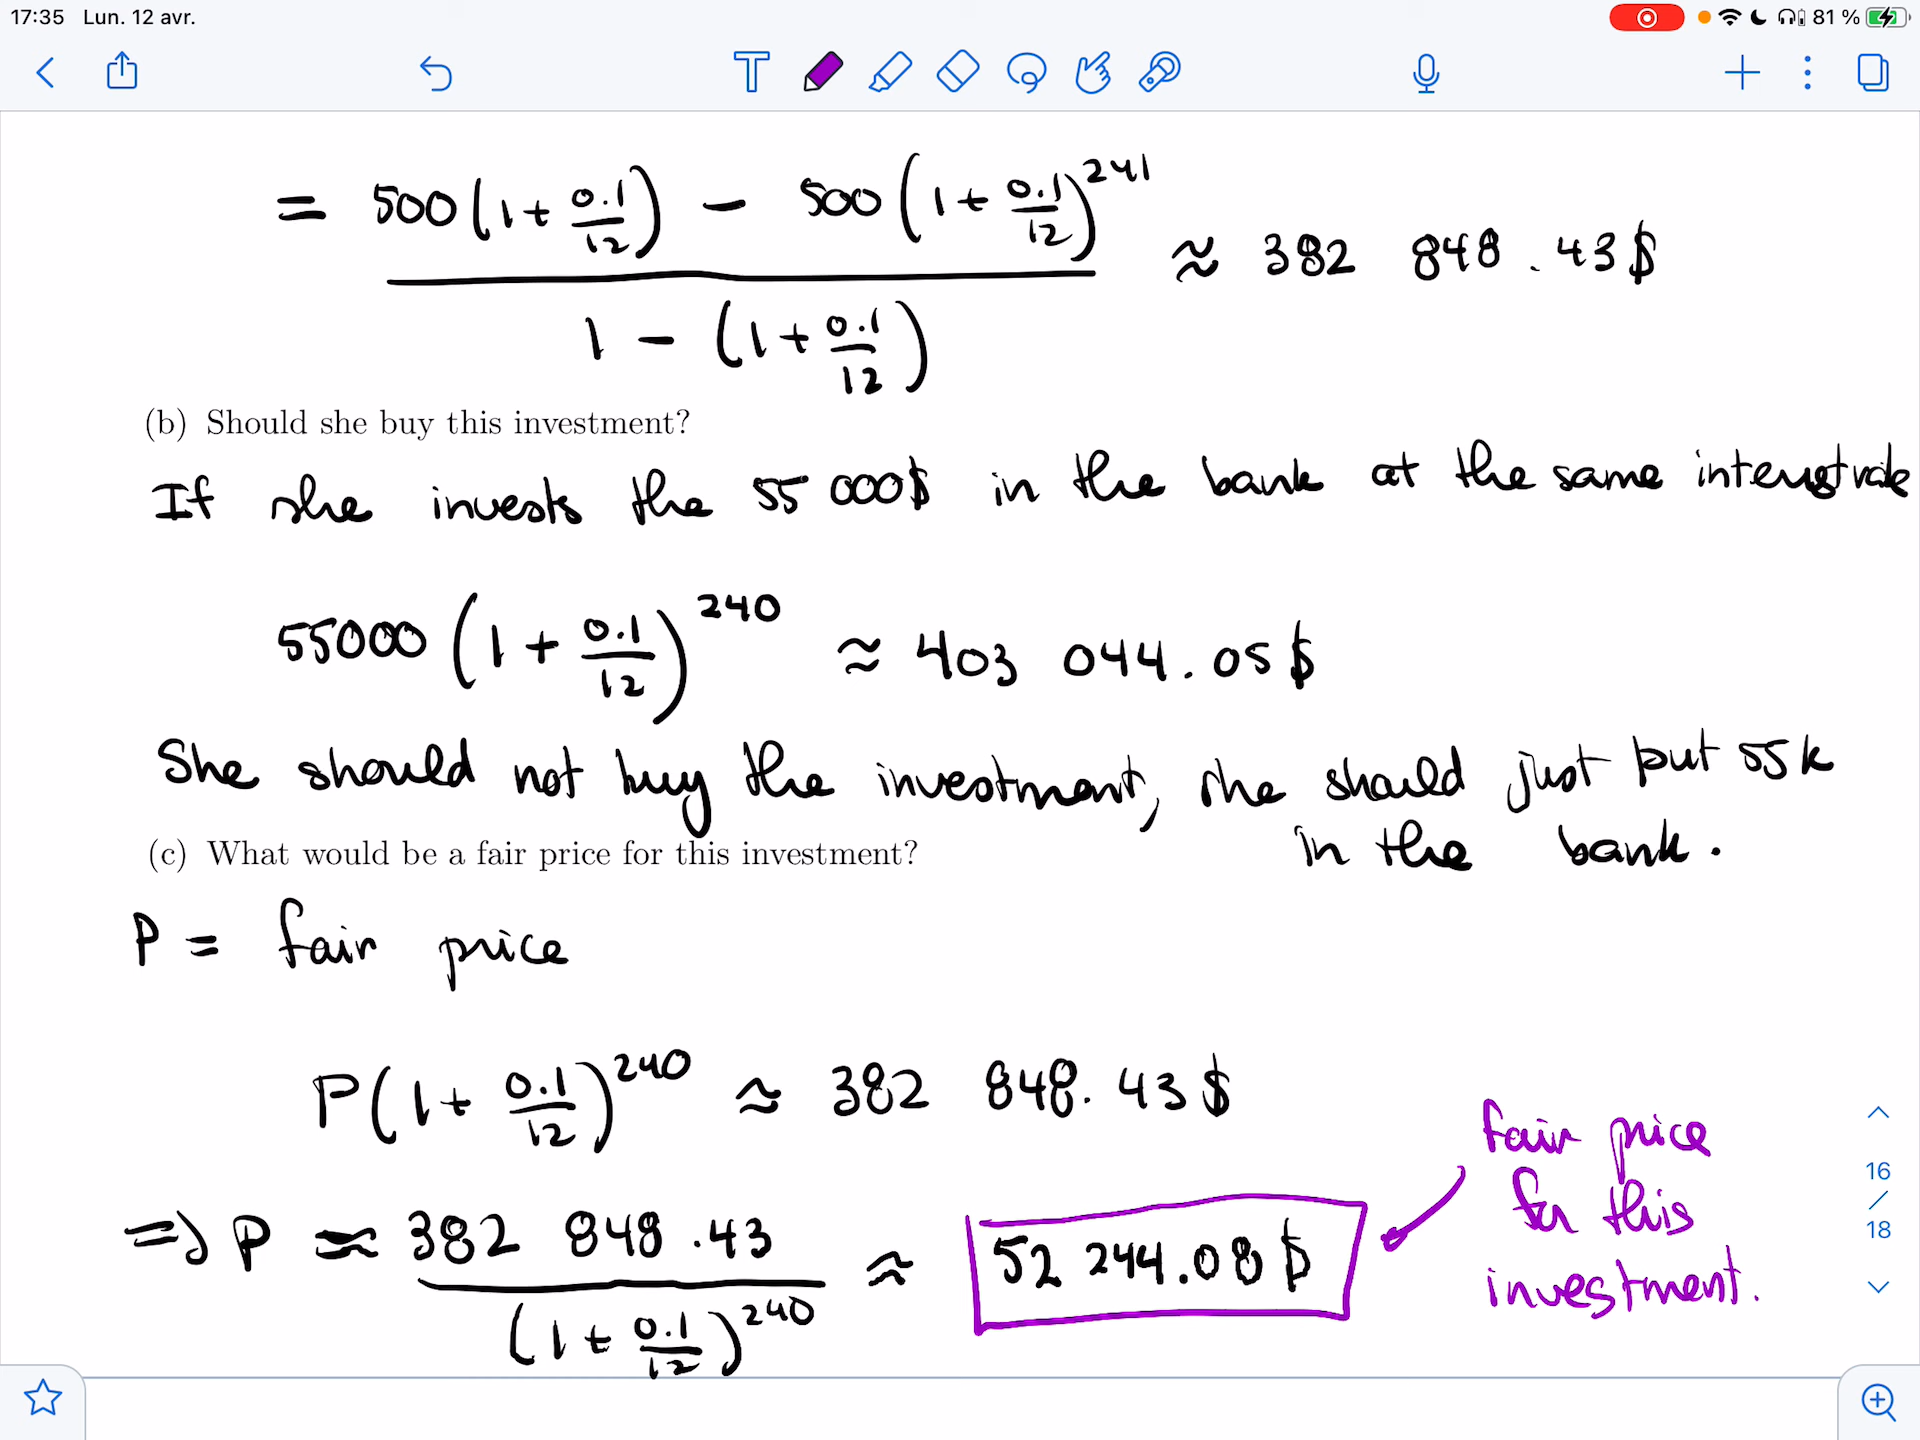 17:35 Lun. 12 avr. 81 %
= (500(1 + 0.1/12) - 500(1 + 0.1/12)^241) / (1 - (1 + 0.1/12)) ≈ 382 848.43$
(b) Should she buy this investment?
If she invests the 55 000$ in the bank at the same interest rate
55000 (1 + 0.1/12)^240 ≈ 403 044.05$
She should not buy the investment, she should just put 55k
in the bank.
(c) What would be a fair price for this investment?
P = fair price
P(1 + 0.1/12)^240 ≈ 382 848.43$
=> P ≈ 382 848.43 / (1 + 0.1/12)^240 ≈ 52 244.08$
fair price
for this
investment.
16
/
18